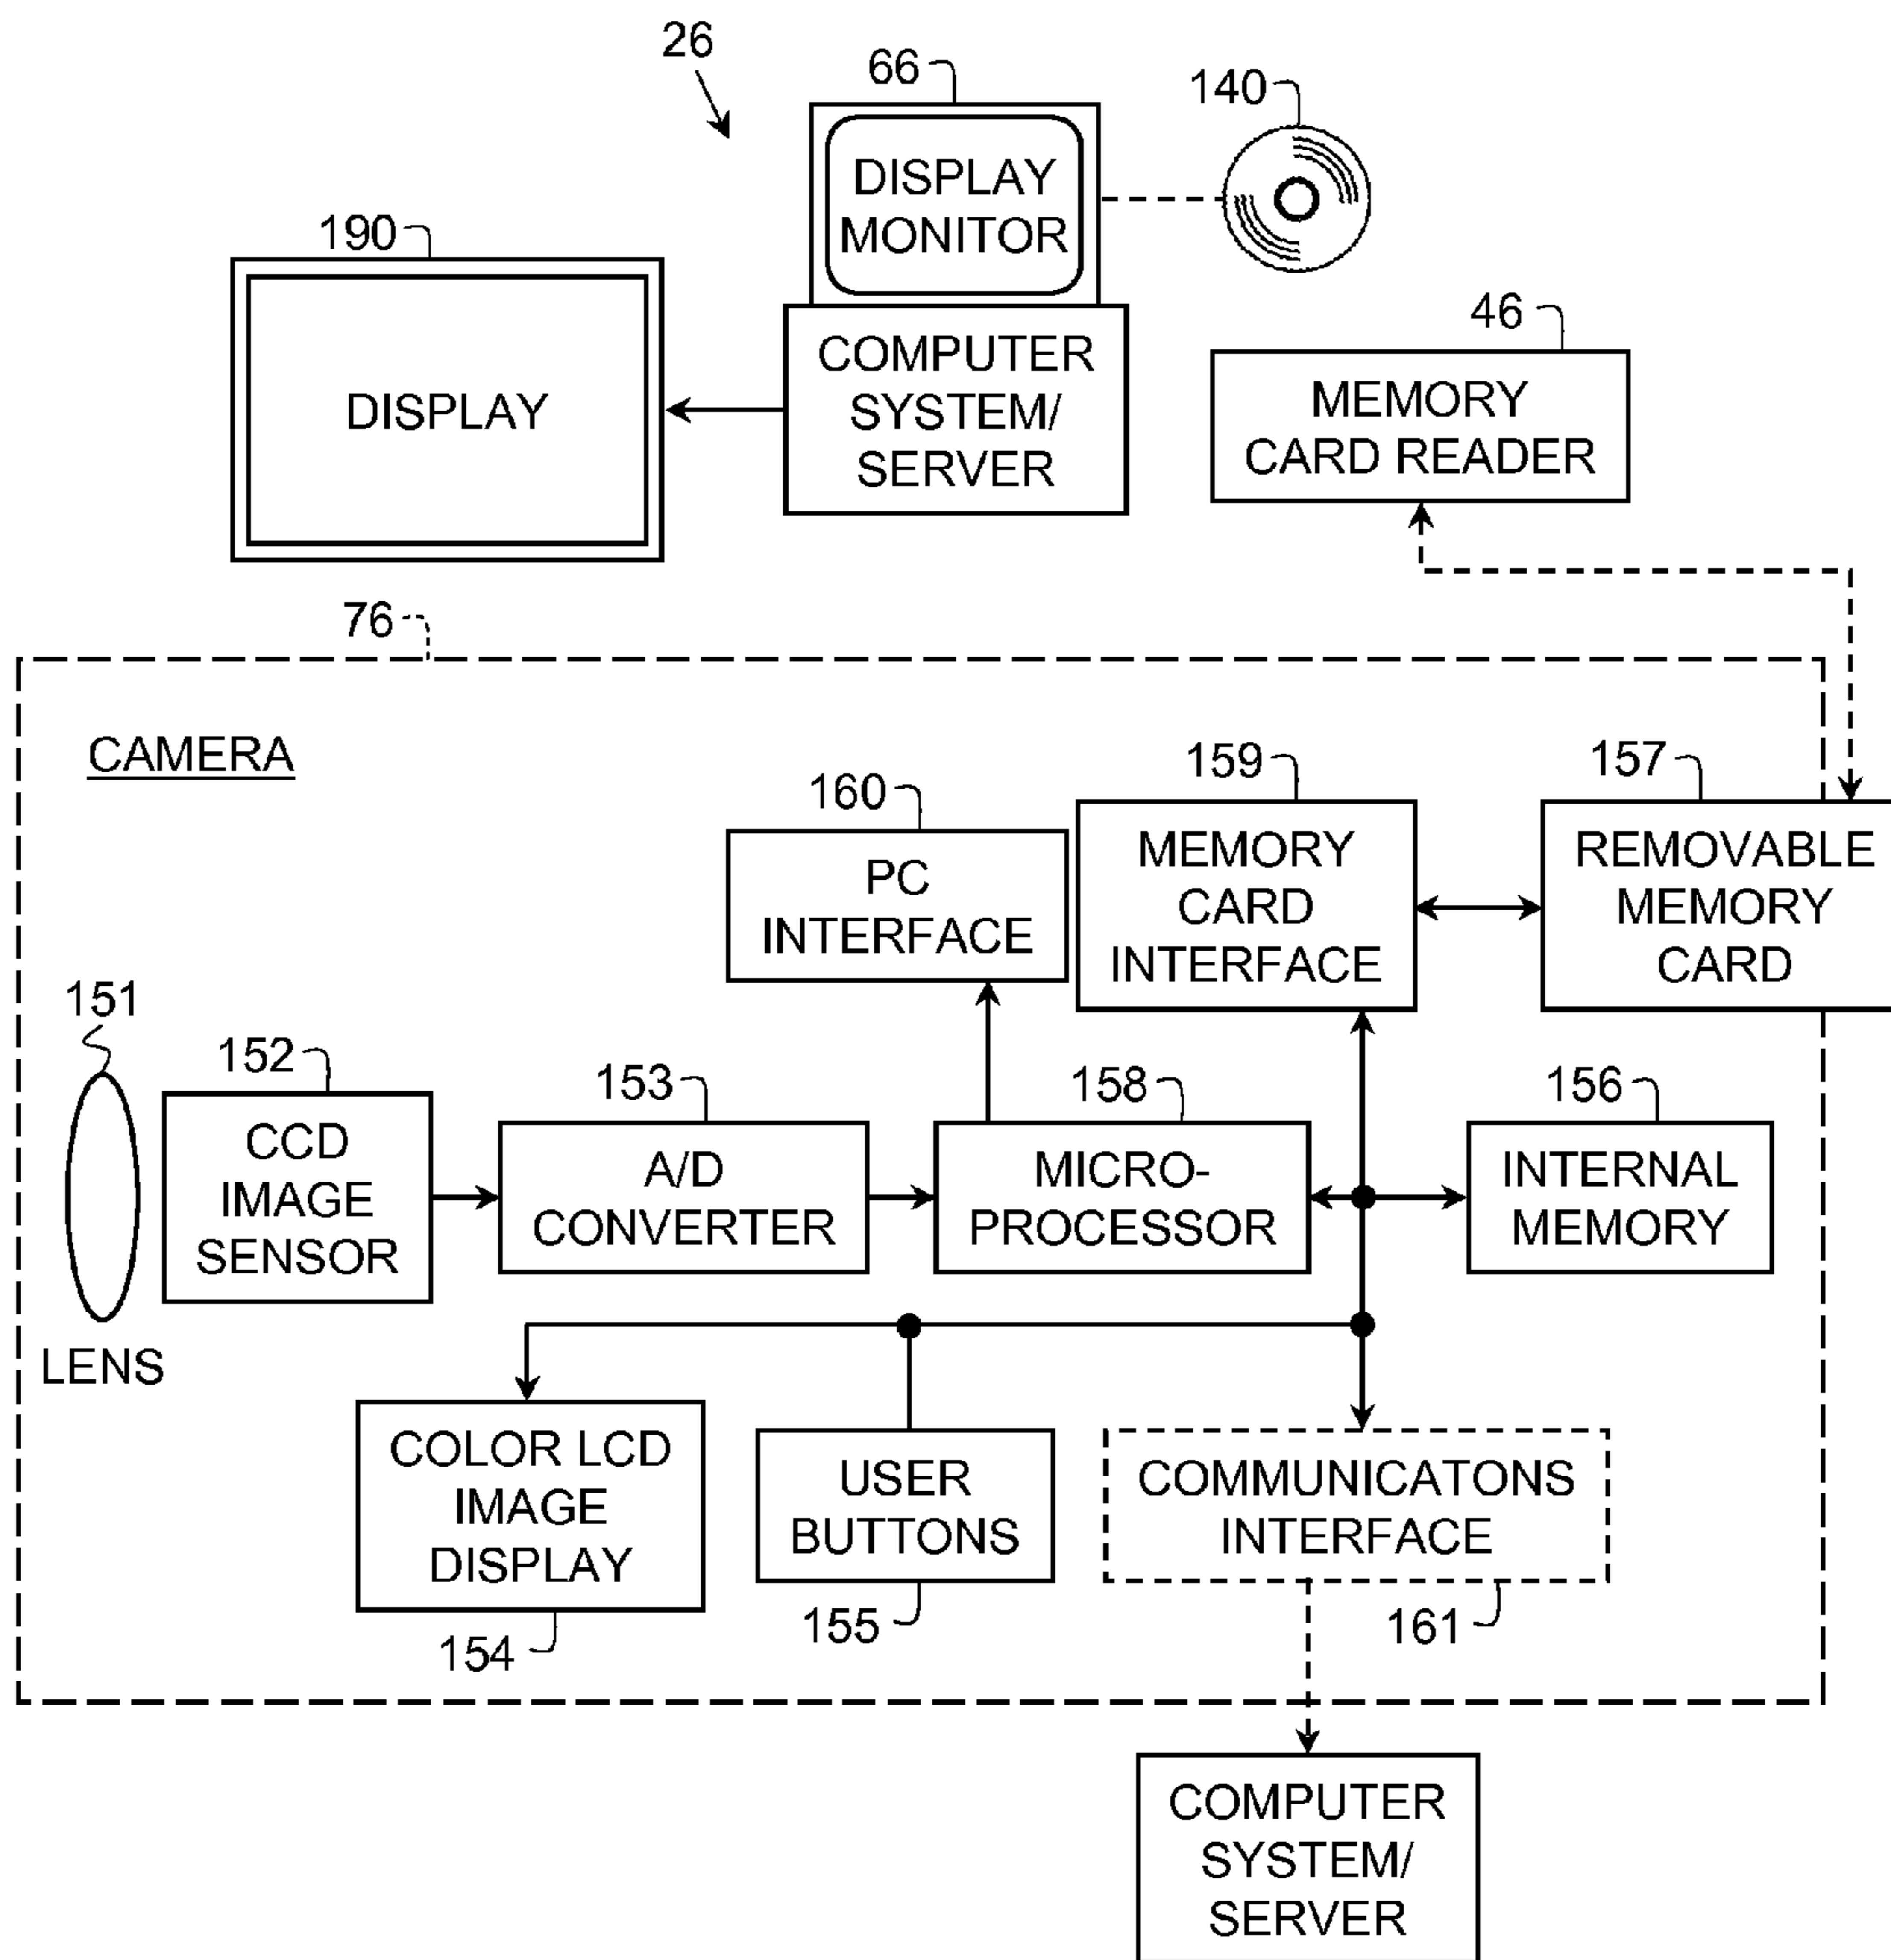 26
66
140
DISPLAY
MONITOR
190
DISPLAY
COMPUTER
SYSTEM/
SERVER
46
MEMORY
CARD READER
76
CAMERA
160
PC
INTERFACE
159
MEMORY
CARD
INTERFACE
157
REMOVABLE
MEMORY
CARD
151
LENS
152
CCD
IMAGE
SENSOR
153
A/D
CONVERTER
158
MICRO-
PROCESSOR
156
INTERNAL
MEMORY
COLOR LCD
IMAGE
DISPLAY
154
USER
BUTTONS
155
COMMUNICATONS
INTERFACE
161
COMPUTER
SYSTEM/
SERVER